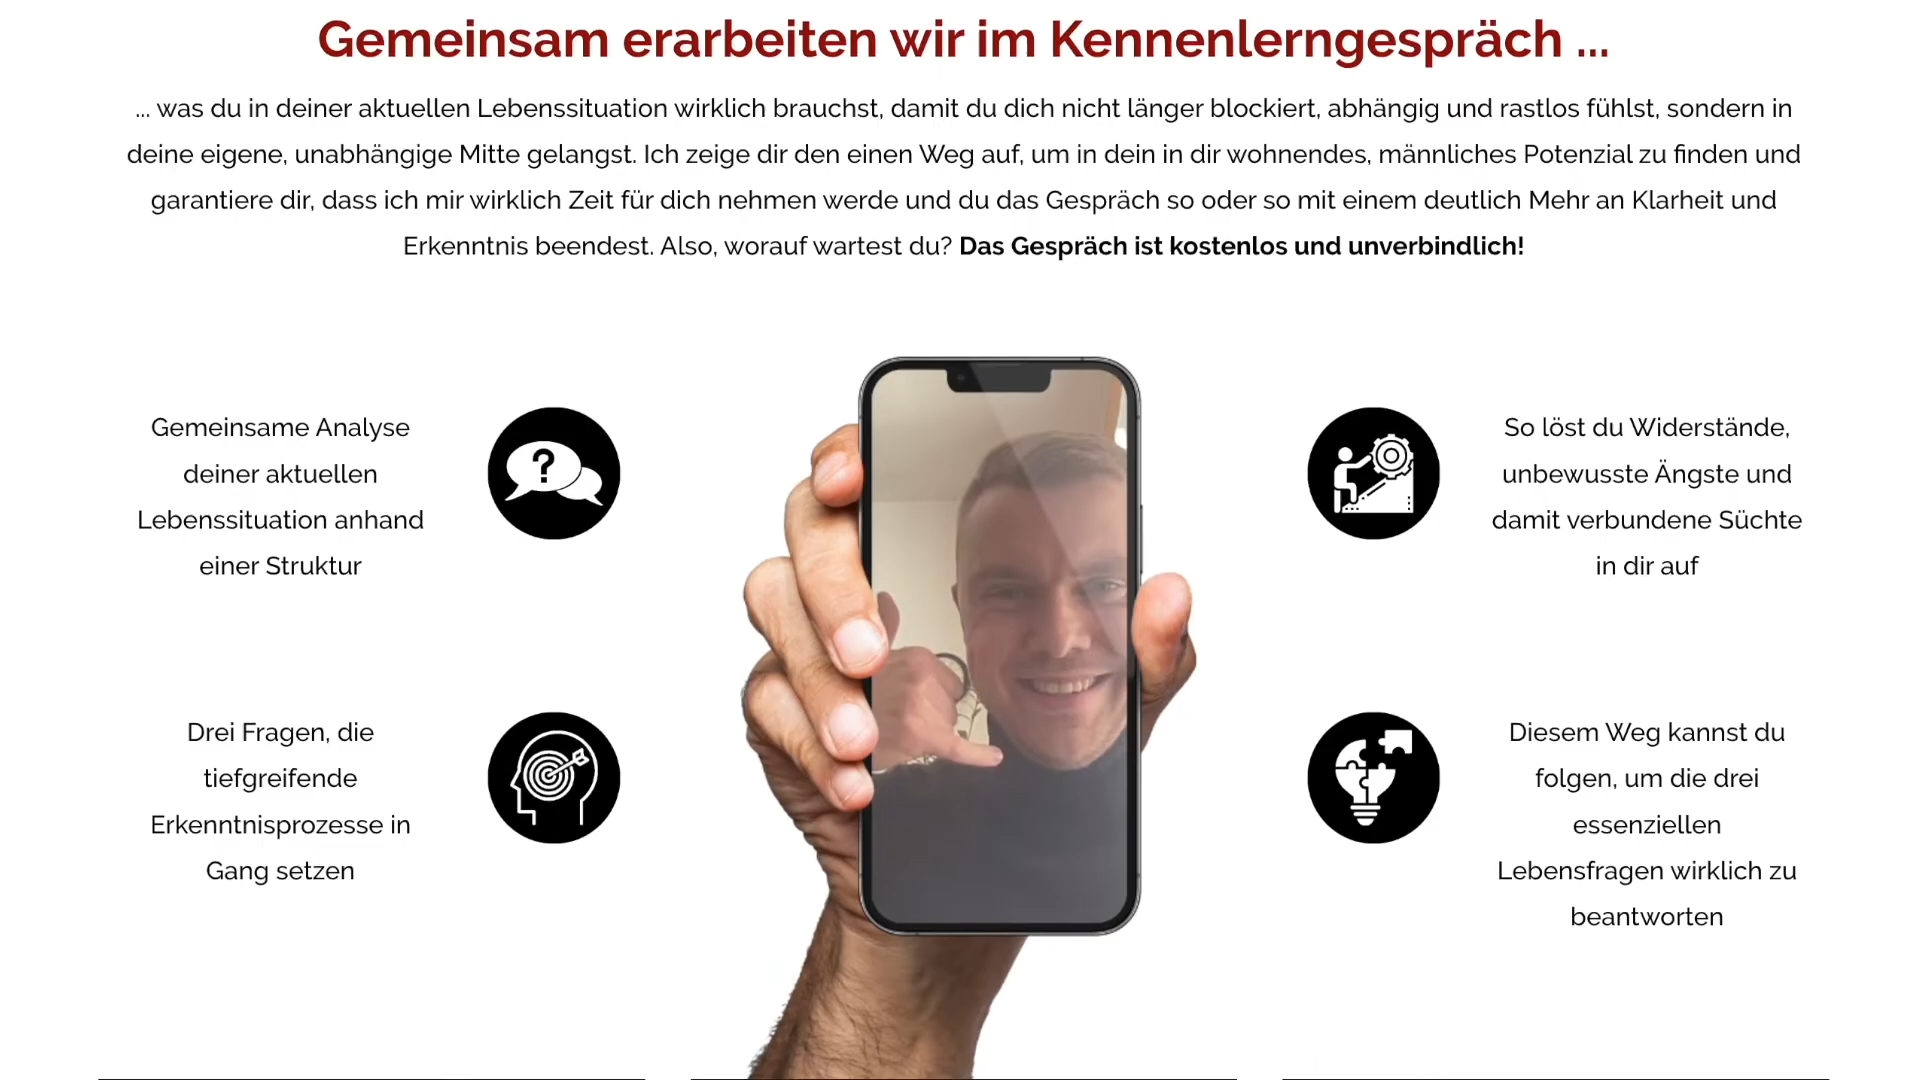 Gemeinsam erarbeiten wir im Kennenlerngespräch ...
... was du in deiner aktuellen Lebenssituation wirklich brauchst, damit du dich nicht länger blockiert, abhängig und rastlos fühlst, sondern in
deine eigene, unabhängige Mitte gelangst. Ich zeige dir den einen Weg auf, um in dein in dir wohnendes, männliches Potenzial zu finden und
garantiere dir, dass ich mir wirklich Zeit für dich nehmen werde und du das Gespräch so oder so mit einem deutlich Mehr an Klarheit und
Erkenntnis beendest. Also, worauf wartest du? Das Gespräch ist kostenlos und unverbindlich!
Gemeinsame Analyse
deiner aktuellen
Lebenssituation anhand
einer Struktur
?
So löst du Widerstände,
unbewusste Ängste und
damit verbundene Süchte
in dir auf
Drei Fragen, die
tiefgreifende
Erkenntnisprozesse in
Gang setzen
Diesem Weg kannst du
folgen, um die drei
essenziellen
Lebensfragen wirklich zu
beantworten